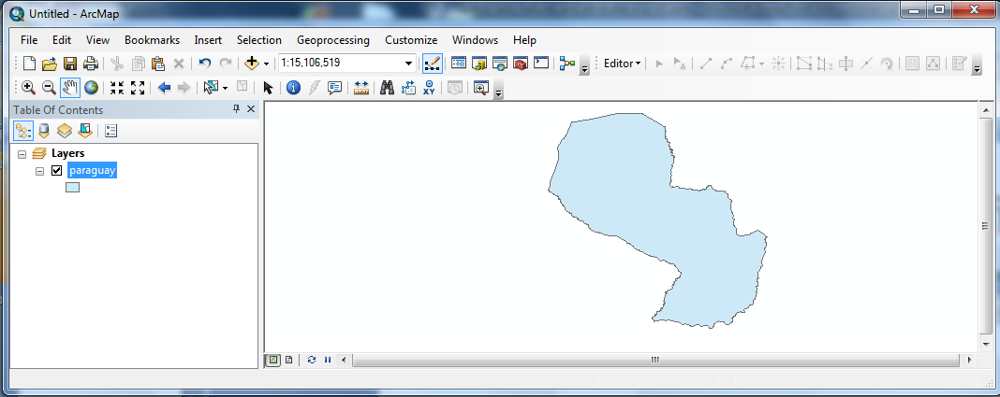 Untitled - ArcMap
File Edit View Bookmarks Insert Selection Geoprocessing Customize Windows Help
1:15,106,519 Editor
XY
Table Of Contents
Layers
paraguay